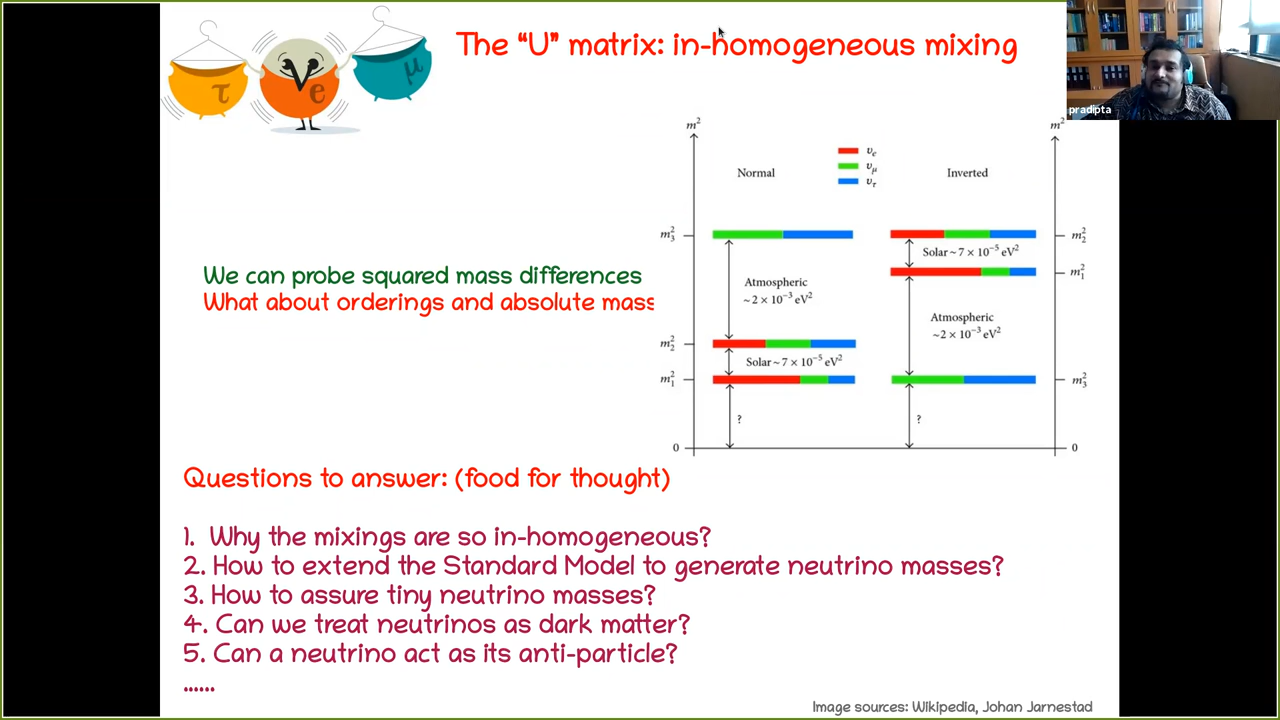 The “U” matrix: in-homogeneous mixing
pradipta
τ
ν e
μ
m²
m²
Normal
νe
νμ
ντ
Inverted
m²3
m²2
Solar ~ 7 × 10⁻⁵ eV²
m²1
We can probe squared mass differences
What about orderings and absolute mass
Atmospheric
~2 × 10⁻³ eV²
Atmospheric
~2 × 10⁻³ eV²
m²2
Solar ~ 7 × 10⁻⁵ eV²
m²1
m²3
?
?
0
0
Questions to answer: (food for thought)
1. Why the mixings are so in-homogeneous?
2. How to extend the Standard Model to generate neutrino masses?
3. How to assure tiny neutrino masses?
4. Can we treat neutrinos as dark matter?
5. Can a neutrino act as its anti-particle?
......
Image sources: Wikipedia, Johan Jarnestad